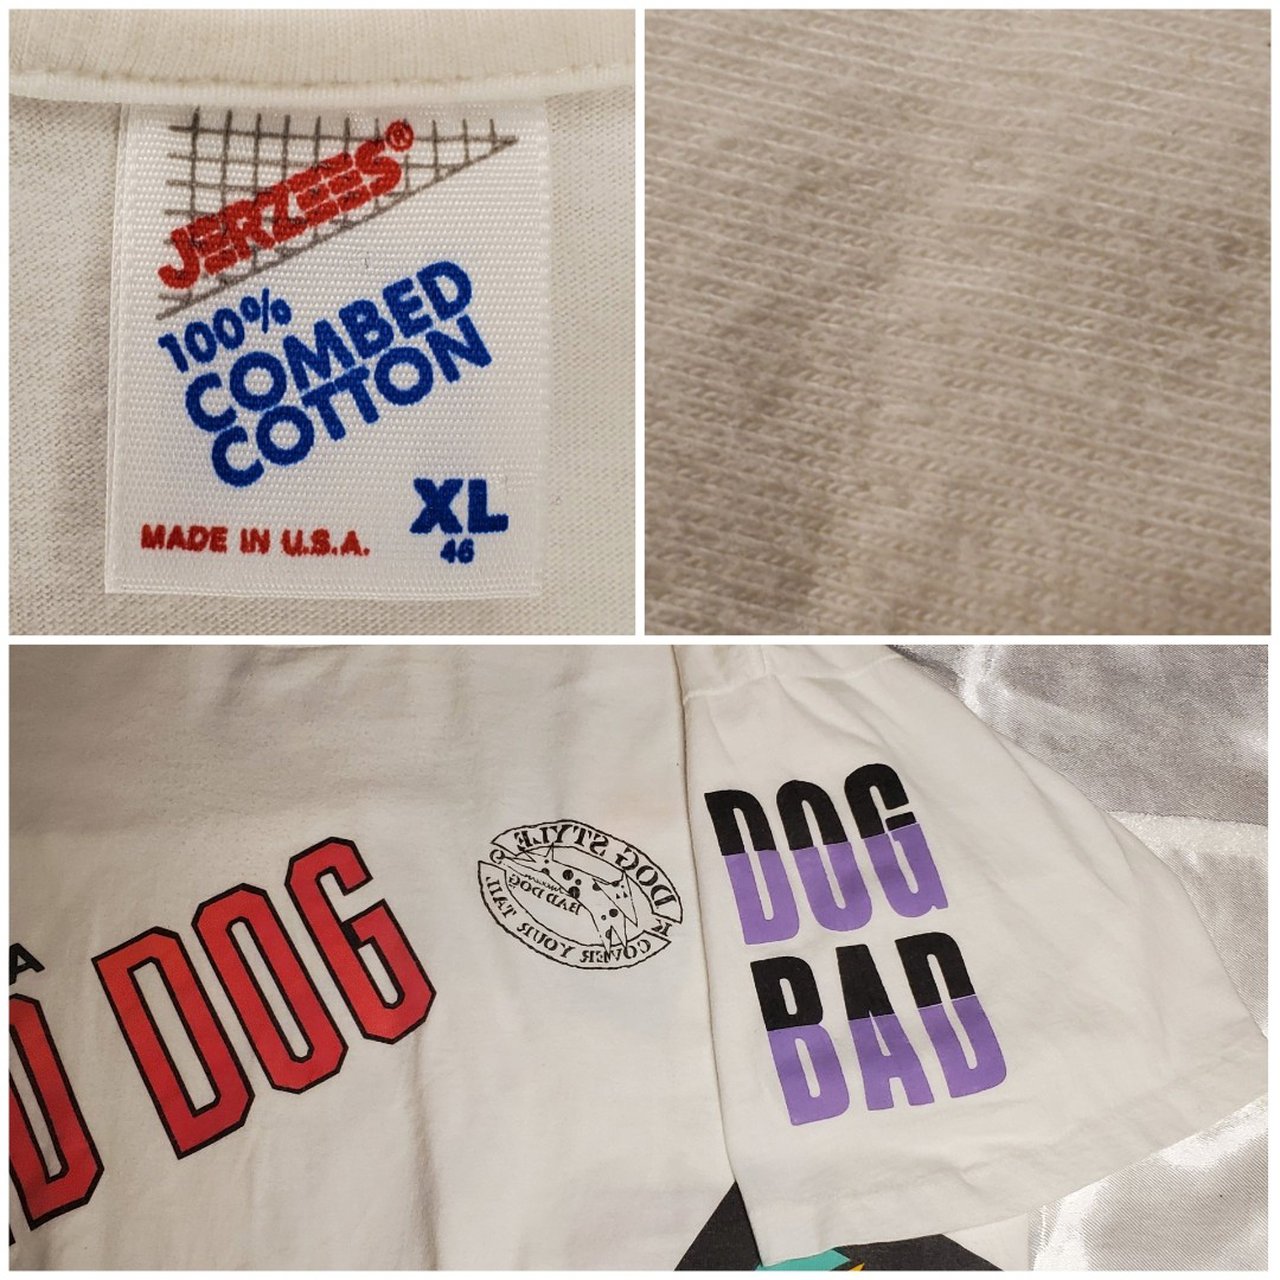 JERZEES®
100%
COMBED
COTTON
XL
46
MADE IN U.S.A.
A
D DOG
DOG STYLE
BAD DOG
COVER YOUR TAIL
DOG
BAD